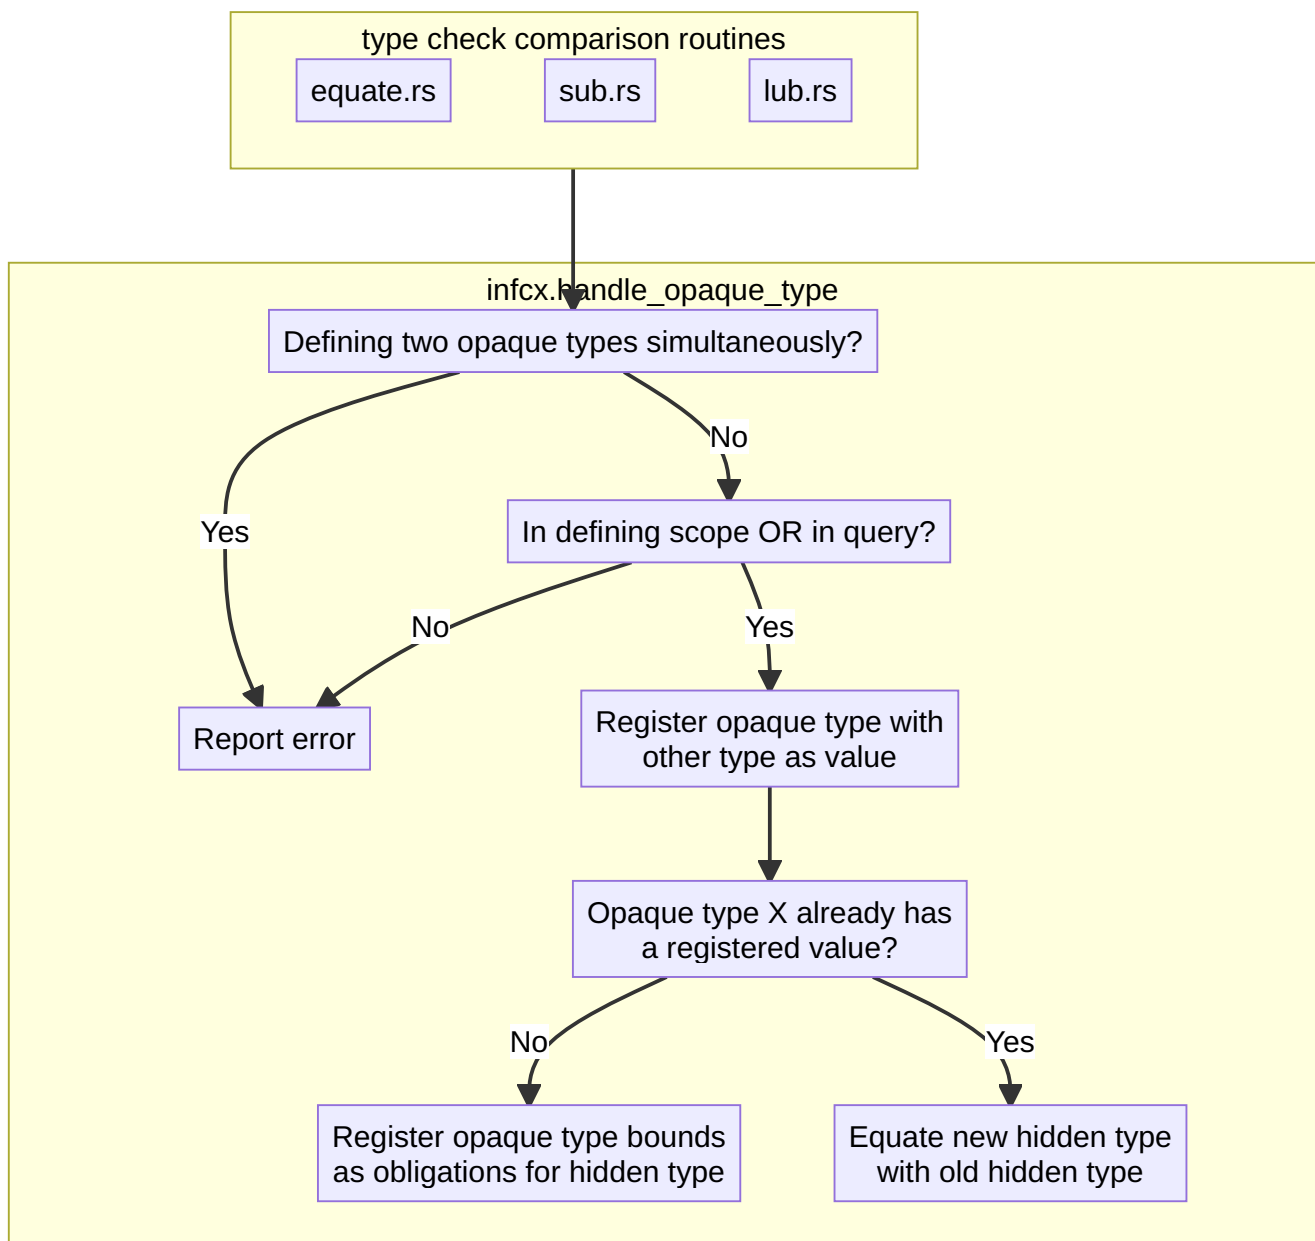 type check comparison routines
equate.rs
sub.rs
lub.rs
infcx.handle_opaque_type
Defining two opaque types simultaneously?
No
Yes
In defining scope OR in query?
No
Yes
Report error
Register opaque type with
other type as value
Opaque type X already has
a registered value?
No
Yes
Register opaque type bounds
as obligations for hidden type
Equate new hidden type
with old hidden type